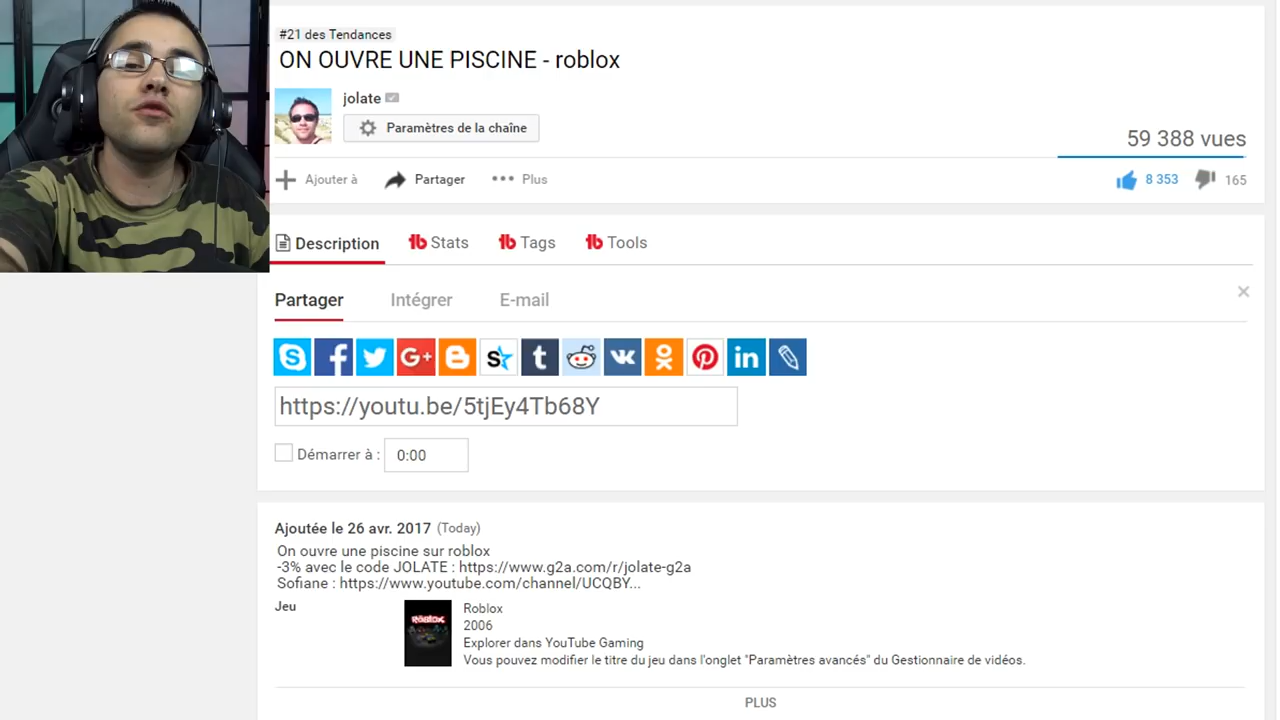 #21 des Tendances
ON OUVRE UNE PISCINE - roblox
jolate
Paramètres de la chaîne
59 388 vues
Ajouter à Partager ••• Plus
8 353 165
Description Stats Tags Tools
Partager Intégrer E-mail
https://youtu.be/5tjEy4Tb68Y
Démarrer à : 0:00
Ajoutée le 26 avr. 2017 (Today)
On ouvre une piscine sur roblox
-3% avec le code JOLATE : https://www.g2a.com/r/jolate-g2a
Sofiane : https://www.youtube.com/channel/UCQBY...
Jeu
ROBLOX
Roblox
2006
Explorer dans YouTube Gaming
Vous pouvez modifier le titre du jeu dans l'onglet "Paramètres avancés" du Gestionnaire de vidéos.
PLUS